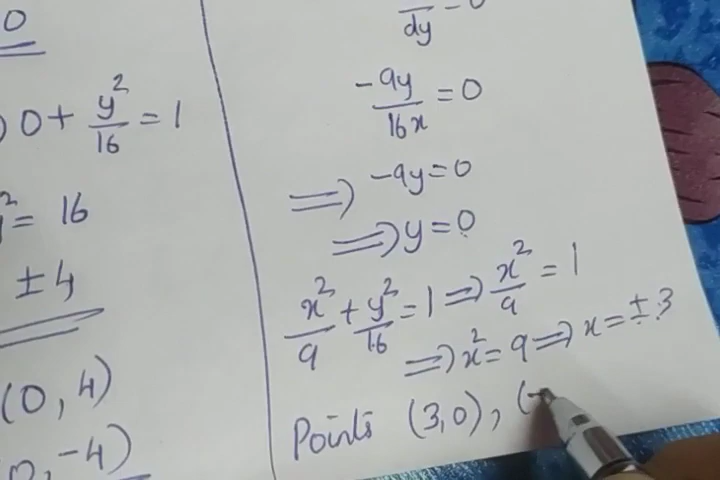 0
0 + y²/16 = 1
² = 16
± 4
(0, 4)
, -4)
dy
-9y/16x = 0
⟹ -9y = 0
⟹ y = 0
x²/9 + y²/16 = 1 ⟹ x²/9 = 1
⟹ x² = 9 ⟹ x = ± 3
Points (3,0), (-